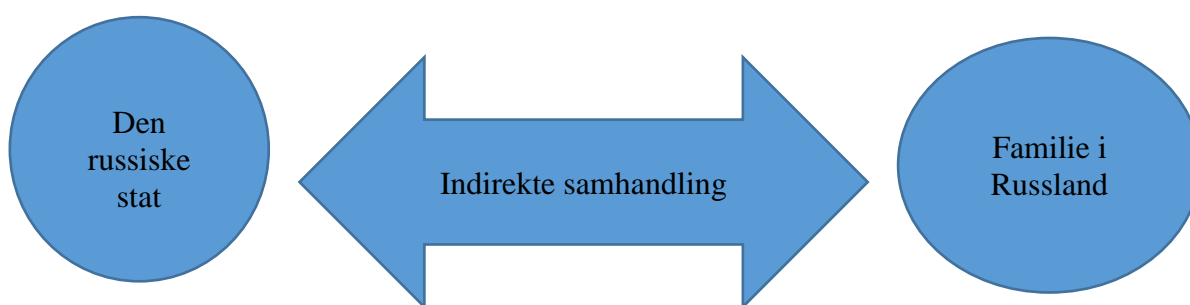 Den
russiske
stat
Indirekte samhandling
Familie i
Russland